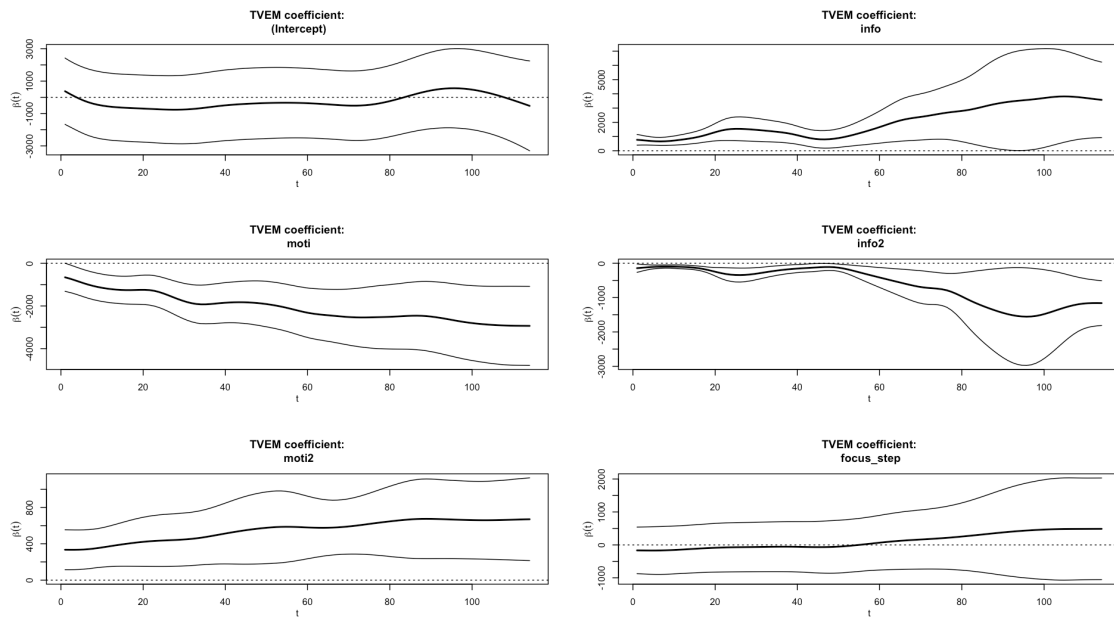 TVEM coefficient:
(Intercept)
β(t)
3000
1000
-1000
-3000
0 20 40 60 80 100
t
TVEM coefficient:
info
β(t)
5000
2000
0
0 20 40 60 80 100
t
TVEM coefficient:
moti
β(t)
0
-2000
-4000
0 20 40 60 80 100
t
TVEM coefficient:
info2
β(t)
0
-1000
-2000
-3000
0 20 40 60 80 100
t
TVEM coefficient:
moti2
β(t)
800
400
0
0 20 40 60 80 100
t
TVEM coefficient:
focus_step
β(t)
2000
1000
0
-1000
0 20 40 60 80 100
t